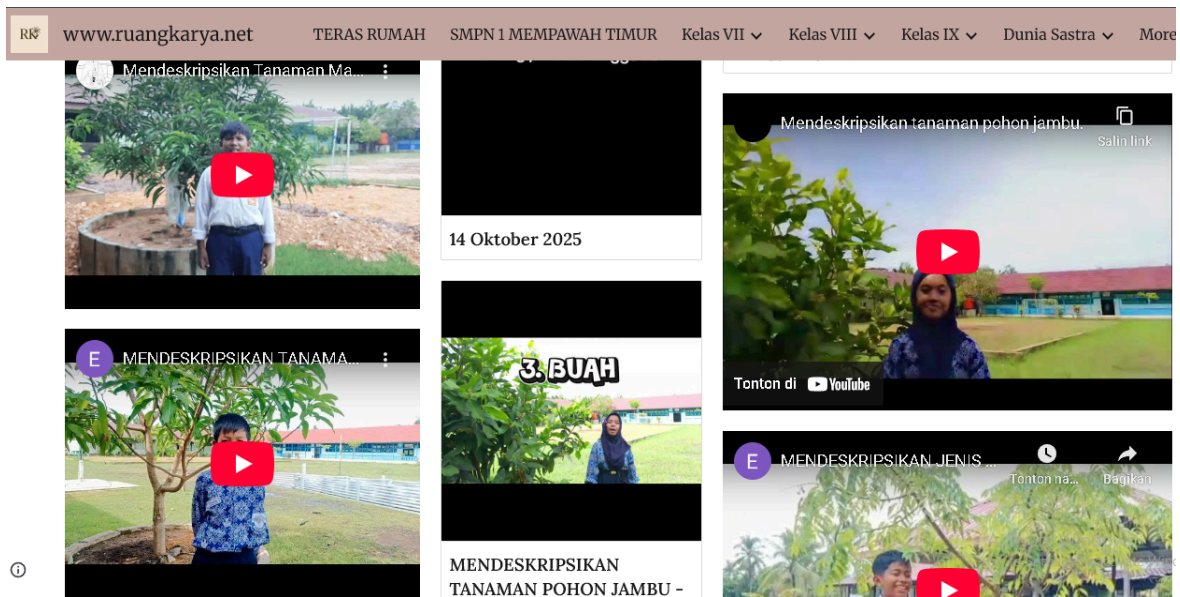 RK
www.ruangkarya.net
TERAS RUMAH
SMPN 1 MEMPAWAH TIMUR
Kelas VII
Kelas VIII
Kelas IX
Dunia Sastra
More
Mendeskripsikan Tanaman Ma...
E
MENDESKRIPSIKAN TANAMA...
14 Oktober 2025
3. BUAH
MENDESKRIPSIKAN
TANAMAN POHON JAMBU -
Mendeskripsikan tanaman pohon jambu.
Salin link
Tonton di YouTube
E
MENDESKRIPSIKAN JENIS ...
Tonton na...
Bagikan